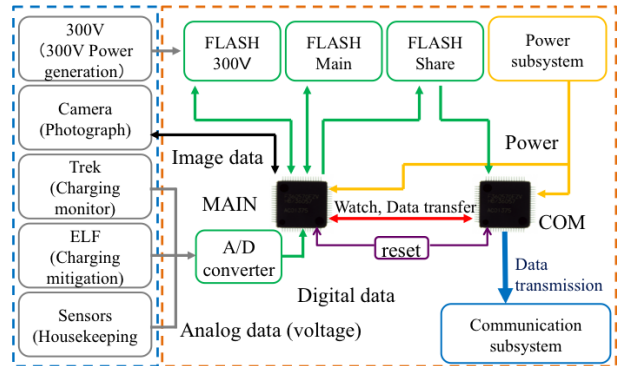 300V
（300V Power
generation）
Camera
(Photograph)
Trek
(Charging
monitor)
ELF
(Charging
mitigation)
Sensors
(Housekeeping
FLASH
300V
FLASH
Main
FLASH
Share
Power
subsystem
Image data
Power
MAIN
Watch, Data transfer
COM
A/D
converter
reset
Digital data
Data
transmission
Analog data (voltage)
Communication
subsystem